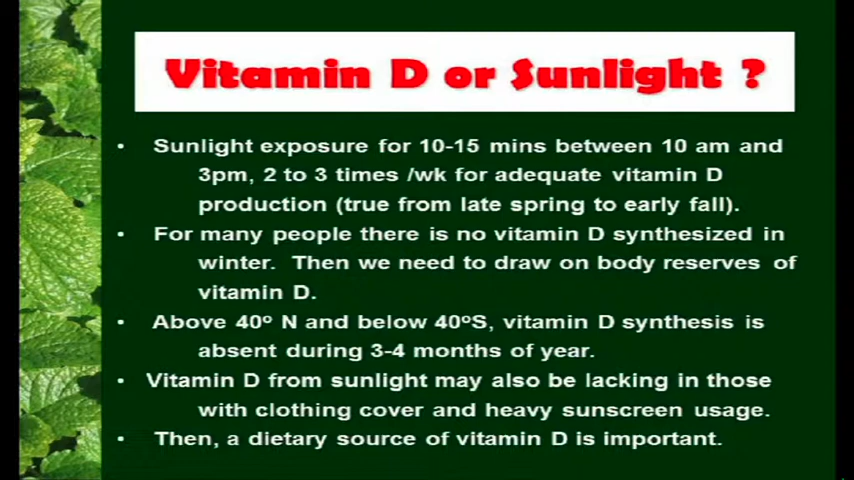 Vitamin D or Sunlight ?
• Sunlight exposure for 10-15 mins between 10 am and
3pm, 2 to 3 times /wk for adequate vitamin D
production (true from late spring to early fall).
• For many people there is no vitamin D synthesized in
winter. Then we need to draw on body reserves of
vitamin D.
• Above 40º N and below 40ºS, vitamin D synthesis is
absent during 3-4 months of year.
• Vitamin D from sunlight may also be lacking in those
with clothing cover and heavy sunscreen usage.
• Then, a dietary source of vitamin D is important.